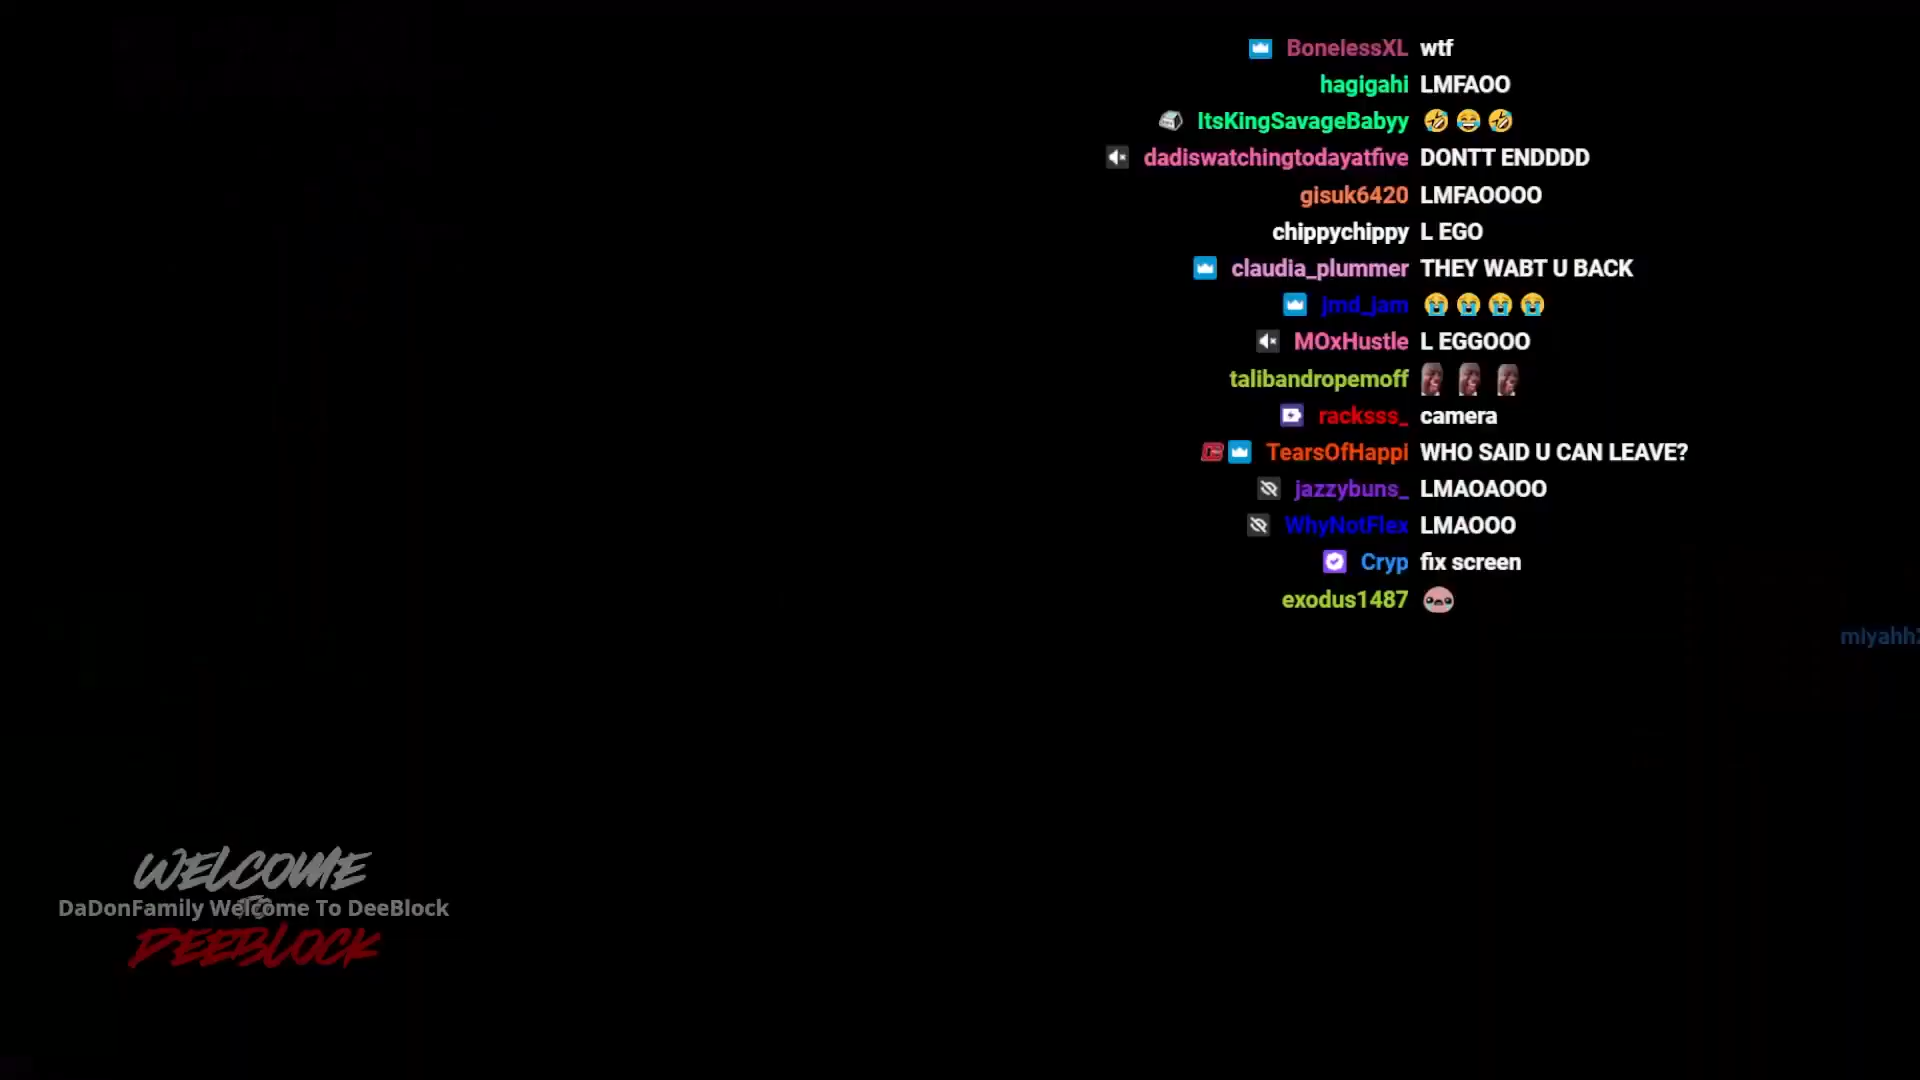 BonelessXL wtf
hagigahi LMFAOO
ItsKingSavageBabyy 🤣 😂 🤣
dadiswatchingtodayatfive DONTT ENDDDD
gisuk6420 LMFAOOOO
chippychippy L EGO
claudia_plummer THEY WABT U BACK
jmd_jam 😭 😭 😭 😭
MOxHustle L EGGOOO
talibandropemoff
racksss_ camera
TearsOfHappi WHO SAID U CAN LEAVE?
jazzybuns_ LMAOAOOO
WhyNotFlex LMAOOO
Cryp fix screen
exodus1487
WELCOME
TO
DaDonFamily Welcome To DeeBlock
DEEBLOCK